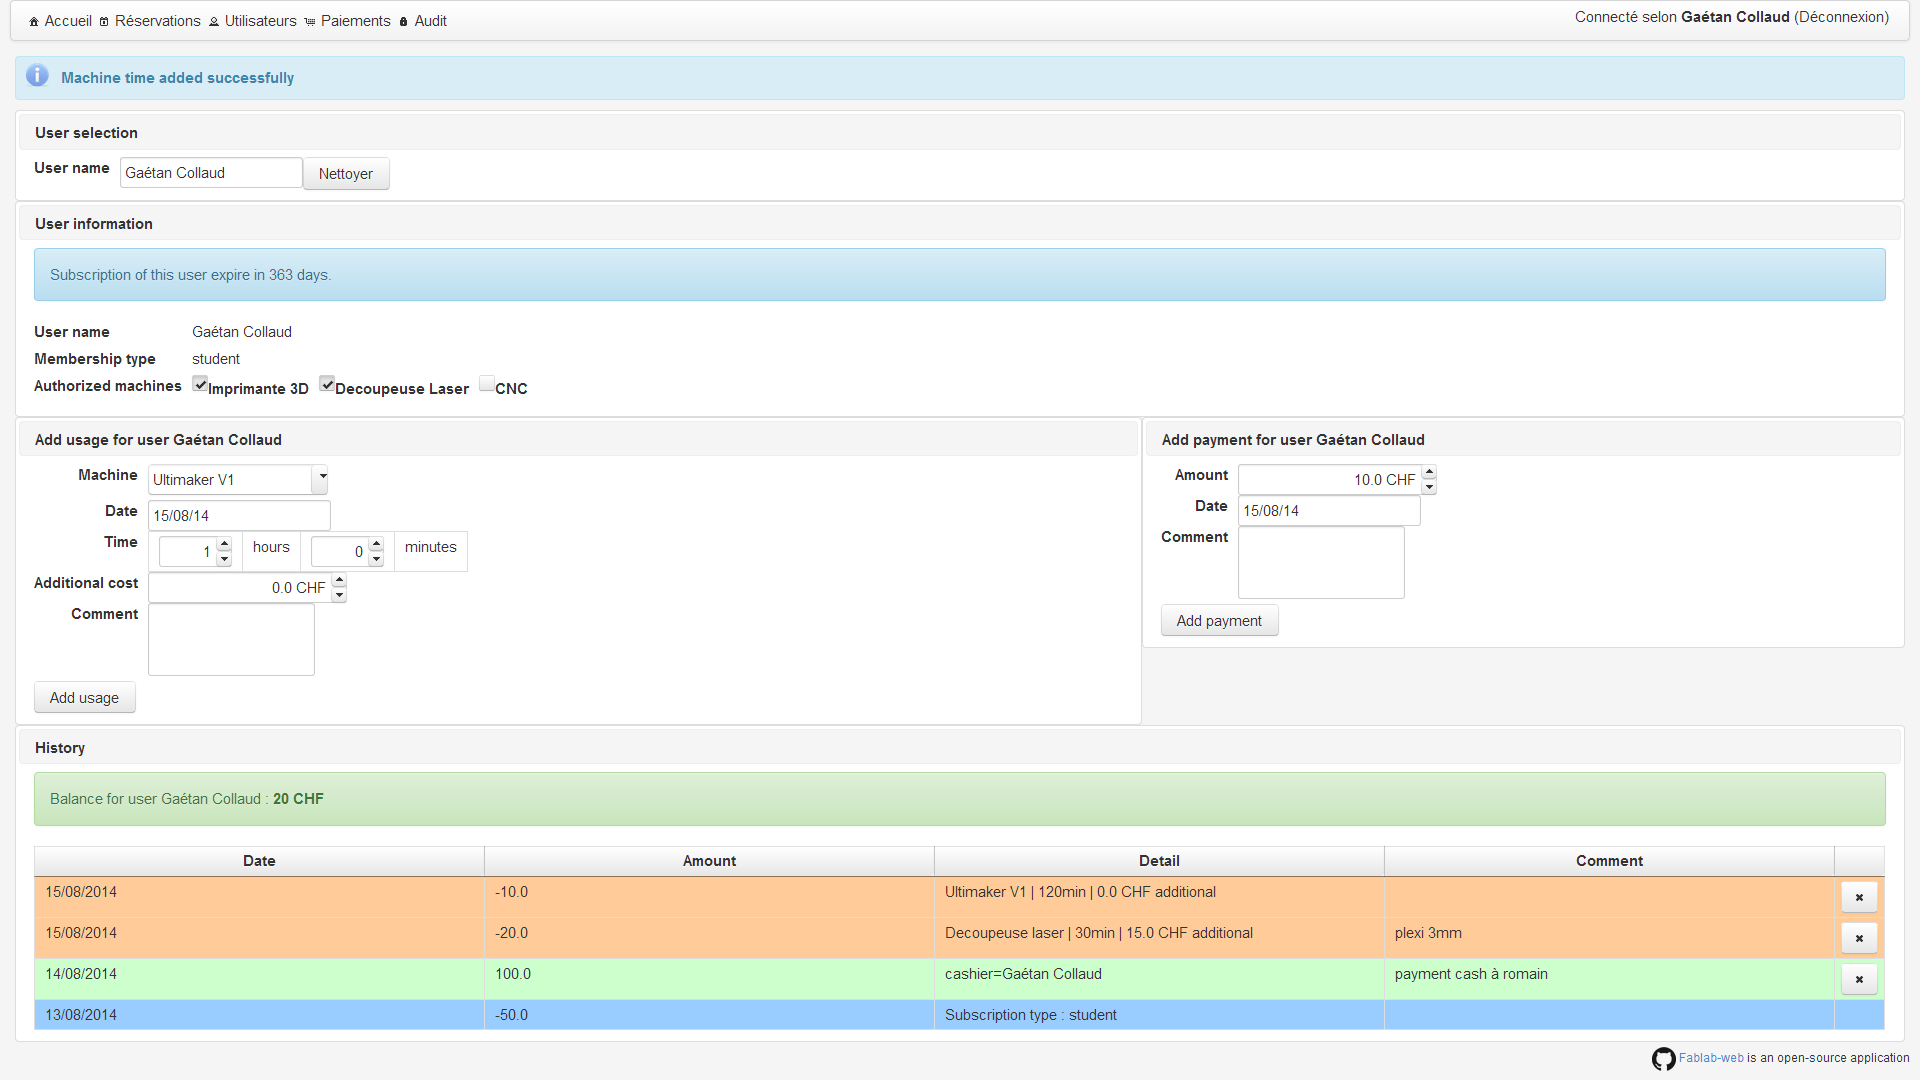 Accueil Réservations Utilisateurs Paiements Audit
Connecté selon Gaétan Collaud (Déconnexion)
Machine time added successfully
User selection
User name Gaétan Collaud Nettoyer
User information
Subscription of this user expire in 363 days.
User name Gaétan Collaud
Membership type student
Authorized machines Imprimante 3D Decoupeuse Laser CNC
Add usage for user Gaétan Collaud
Machine Ultimaker V1
Date 15/08/14
Time 1 hours 0 minutes
Additional cost 0.0 CHF
Comment
Add usage
Add payment for user Gaétan Collaud
Amount 10.0 CHF
Date 15/08/14
Comment
Add payment
History
Balance for user Gaétan Collaud : 20 CHF
Date Amount Detail Comment
15/08/2014 -10.0 Ultimaker V1 | 120min | 0.0 CHF additional
15/08/2014 -20.0 Decoupeuse laser | 30min | 15.0 CHF additional plexi 3mm
14/08/2014 100.0 cashier=Gaétan Collaud payment cash à romain
13/08/2014 -50.0 Subscription type : student
Fablab-web is an open-source application